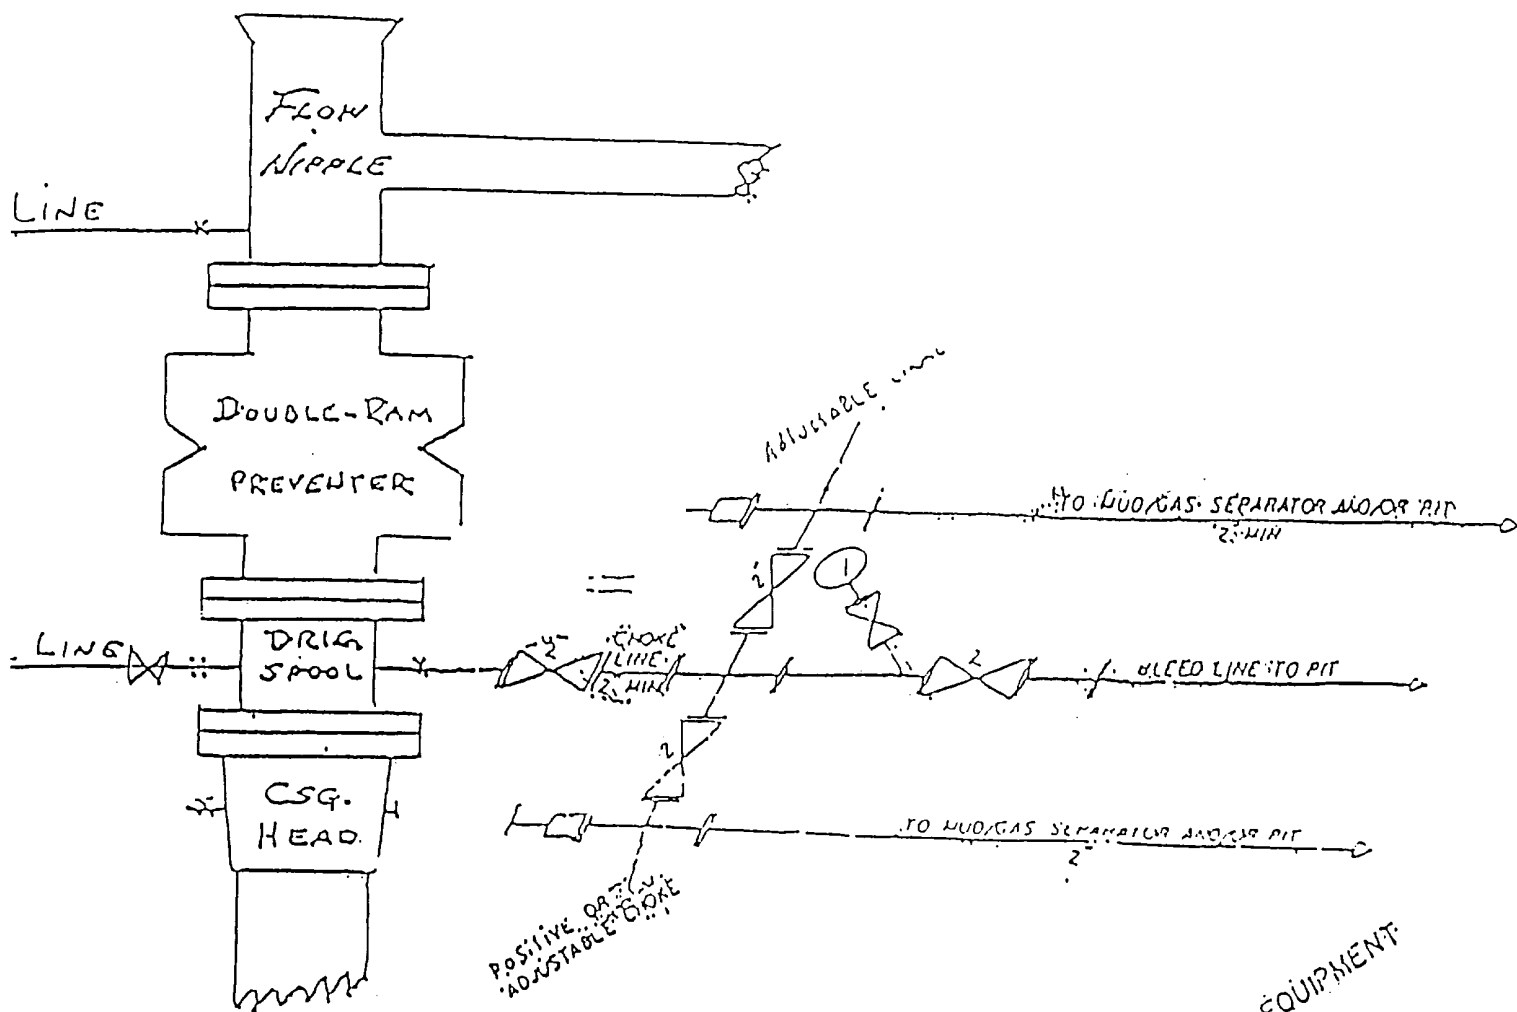 FLOW
NIPPLE
LINE
DOUBLE-RAM
PREVENTER
ADJUSTABLE
TO MUD/GAS SEPARATOR AND/OR PIT
2" MIN
2"
1
LINE
DRLG
SPOOL
2"
CHOKE
LINE
2" MIN
2
BLEED LINE TO PIT
2
CSG.
HEAD
TO MUD/GAS SEPARATOR AND/OR PIT
2"
POSITIVE OR
ADJUSTABLE CHOKE
EQUIPMENT